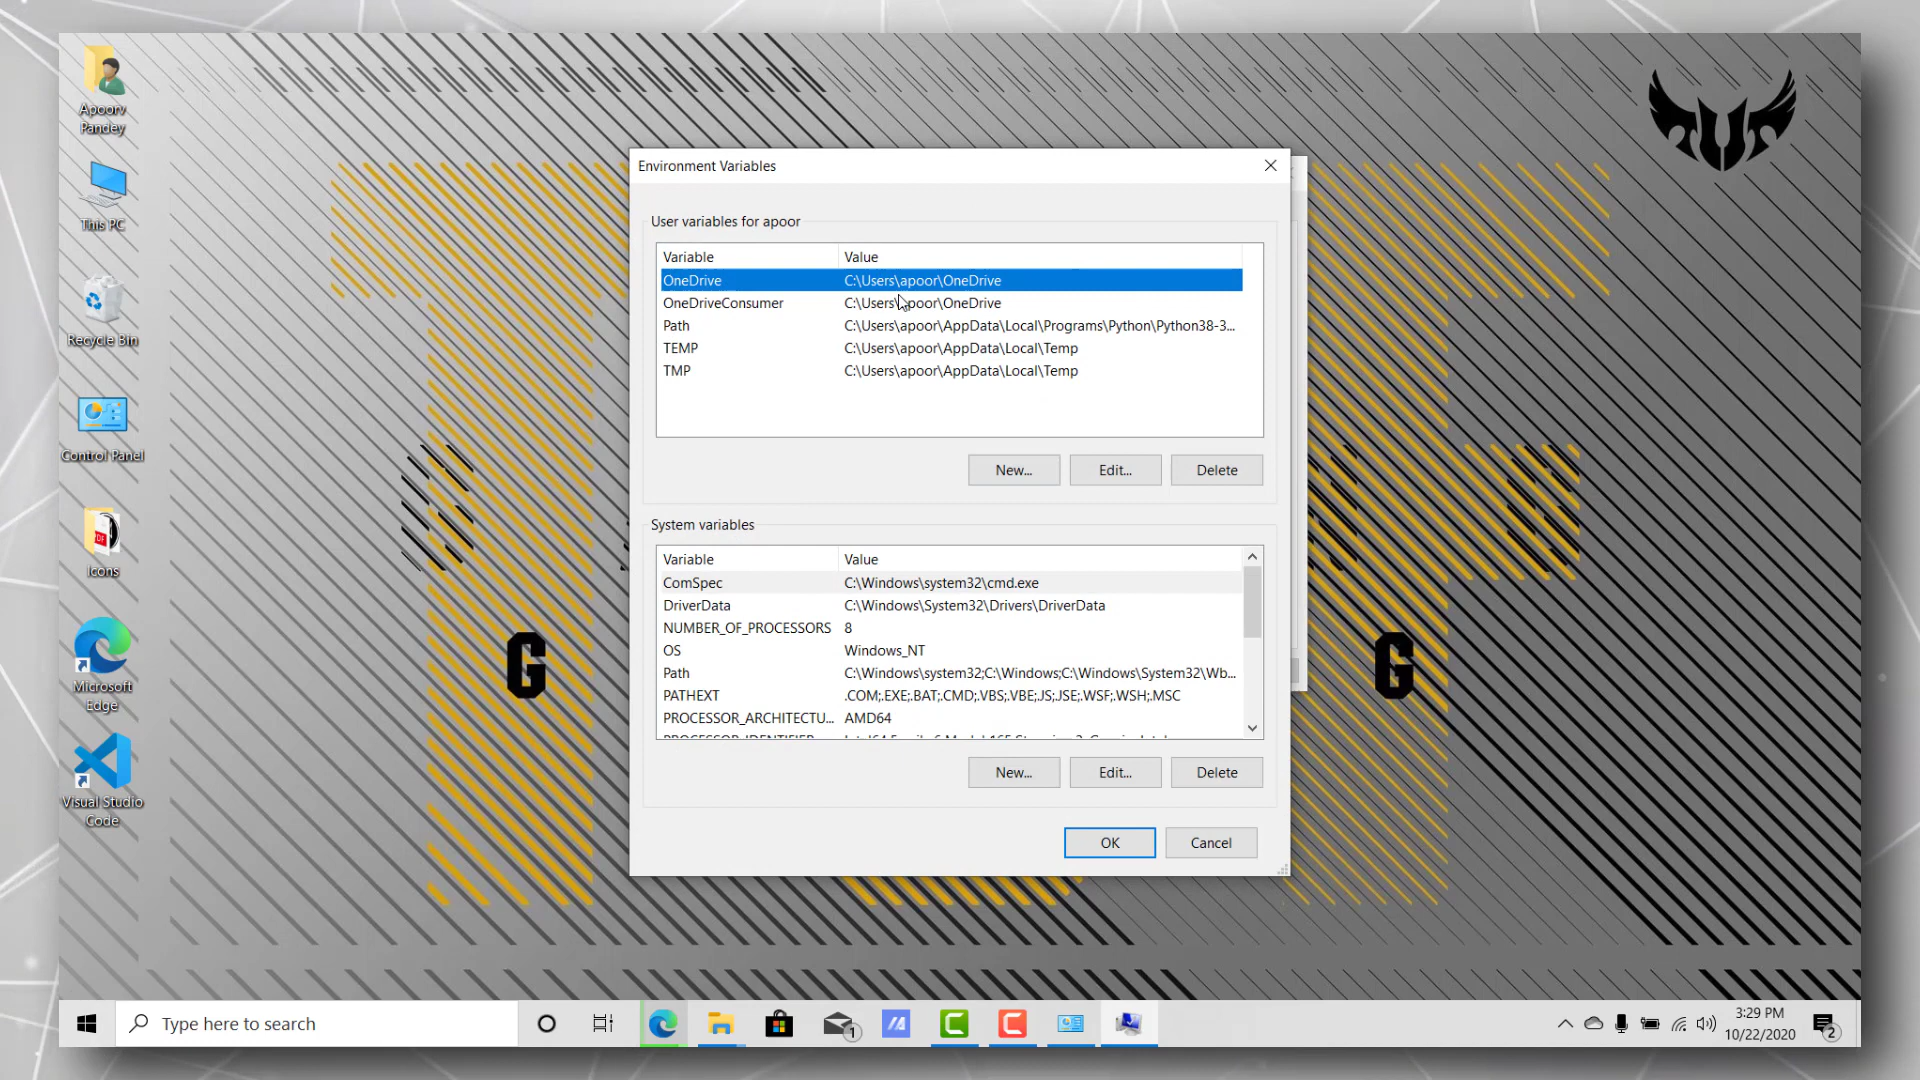 Apoorv
Pandey
This PC
Recycle Bin
Control Panel
Icons
Microsoft
Edge
Visual Studio
Code
G
G
Environment Variables
User variables for apoor
Variable Value
OneDrive C:\Users\apoor\OneDrive
OneDriveConsumer C:\Users\apoor\OneDrive
Path C:\Users\apoor\AppData\Local\Programs\Python\Python38-3...
TEMP C:\Users\apoor\AppData\Local\Temp
TMP C:\Users\apoor\AppData\Local\Temp
New... Edit... Delete
System variables
Variable Value
ComSpec C:\Windows\system32\cmd.exe
DriverData C:\Windows\System32\Drivers\DriverData
NUMBER_OF_PROCESSORS 8
OS Windows_NT
Path C:\Windows\system32;C:\Windows;C:\Windows\System32\Wb...
PATHEXT .COM;.EXE;.BAT;.CMD;.VBS;.VBE;.JS;.JSE;.WSF;.WSH;.MSC
PROCESSOR_ARCHITECTU... AMD64
New... Edit... Delete
OK Cancel
Type here to search
1
3:29 PM
10/22/2020
2